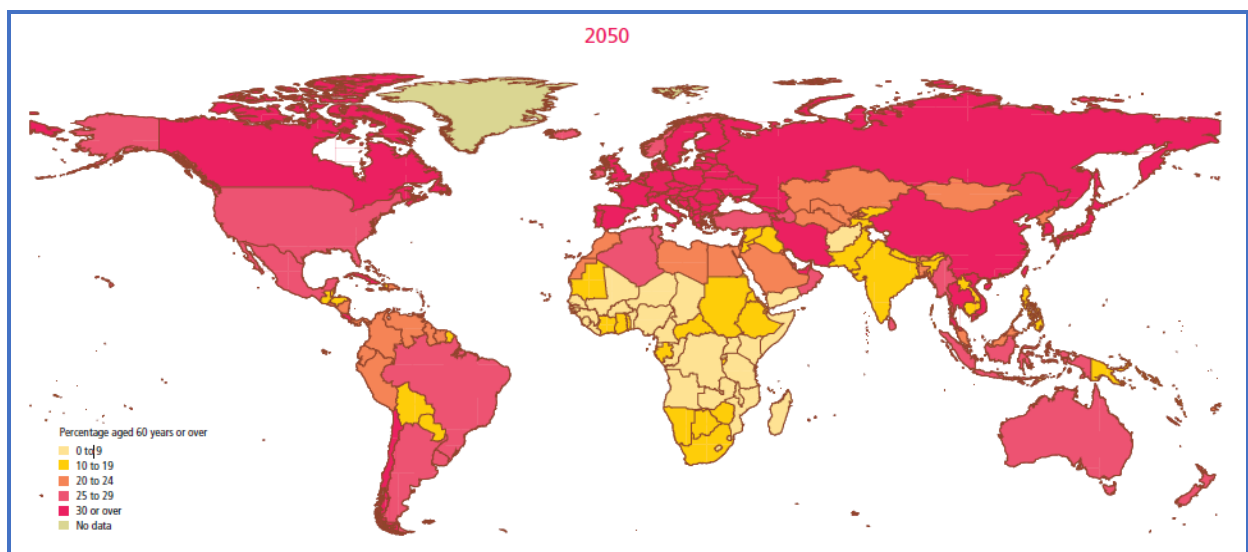 2050
Percentage aged 60 years or over
0 to 9
10 to 19
20 to 24
25 to 29
30 or over
No data